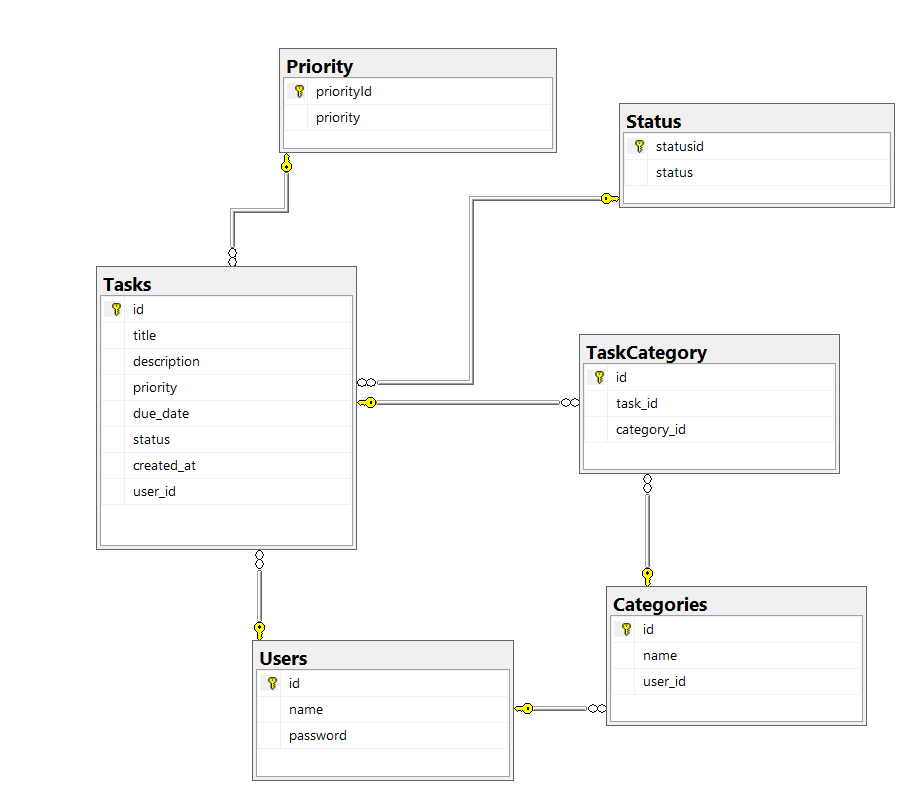 Priority
priorityId
priority
Status
statusid
status
Tasks
id
title
description
priority
due_date
status
created_at
user_id
TaskCategory
id
task_id
category_id
Categories
id
name
user_id
Users
id
name
password